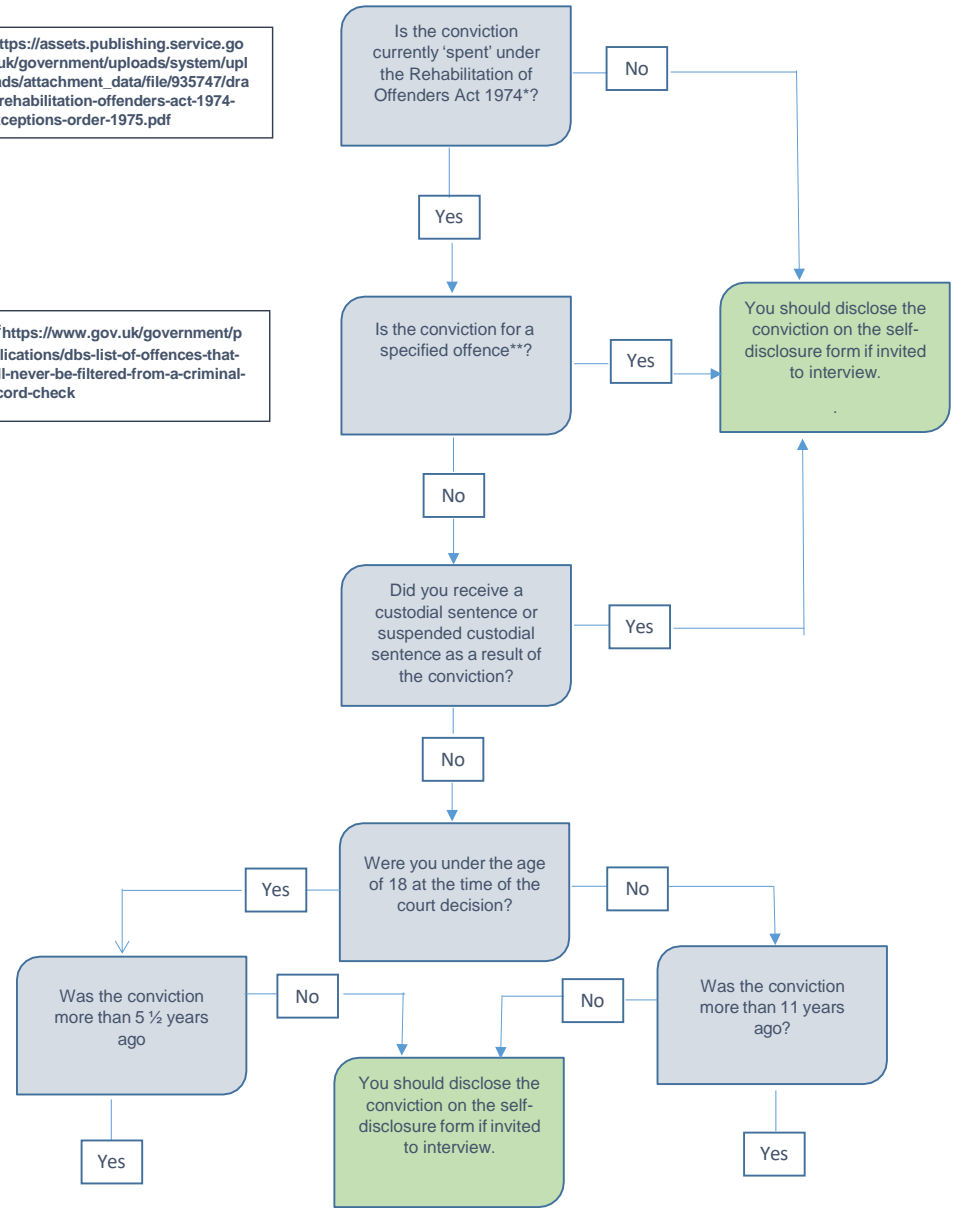 ttps://assets.publishing.service.go
uk/government/uploads/system/upl
ads/attachment_data/file/935747/dra
rehabilitation-offenders-act-1974-
ceptions-order-1975.pdf
Is the conviction
currently ‘spent’ under
the Rehabilitation of
Offenders Act 1974*?
No
Yes
https://www.gov.uk/government/p
lications/dbs-list-of-offences-that-
ll-never-be-filtered-from-a-criminal-
cord-check
Is the conviction for a
specified offence**?
Yes
You should disclose the
conviction on the self-
disclosure form if invited
to interview.
.
No
Did you receive a
custodial sentence or
suspended custodial
sentence as a result of
the conviction?
Yes
No
Were you under the age
of 18 at the time of the
court decision?
Yes
No
Was the conviction
more than 5 ½ years
ago
No
No
Was the conviction
more than 11 years
ago?
You should disclose the
conviction on the self-
disclosure form if invited
to interview.
Yes
Yes